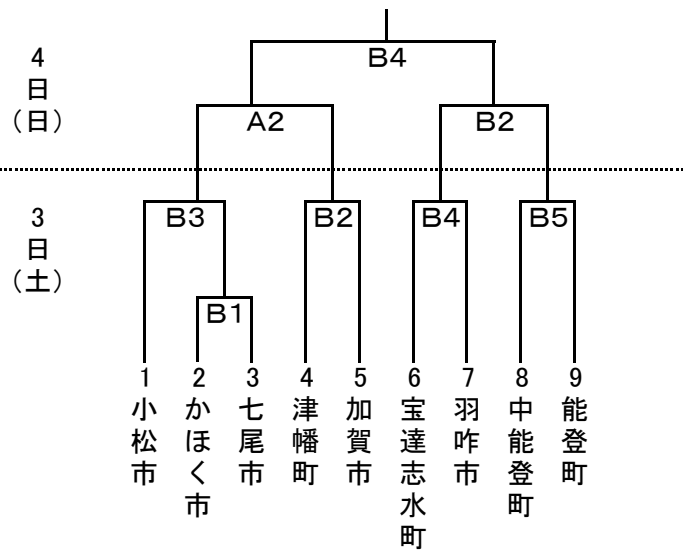 B4
4日(日)
A2
B2
3日(土)
B3
B2
B4
B5
B1
1 小松市
2 かほく市
3 七尾市
4 津幡町
5 加賀市
6 宝達志水町
7 羽咋市
8 中能登町
9 能登町